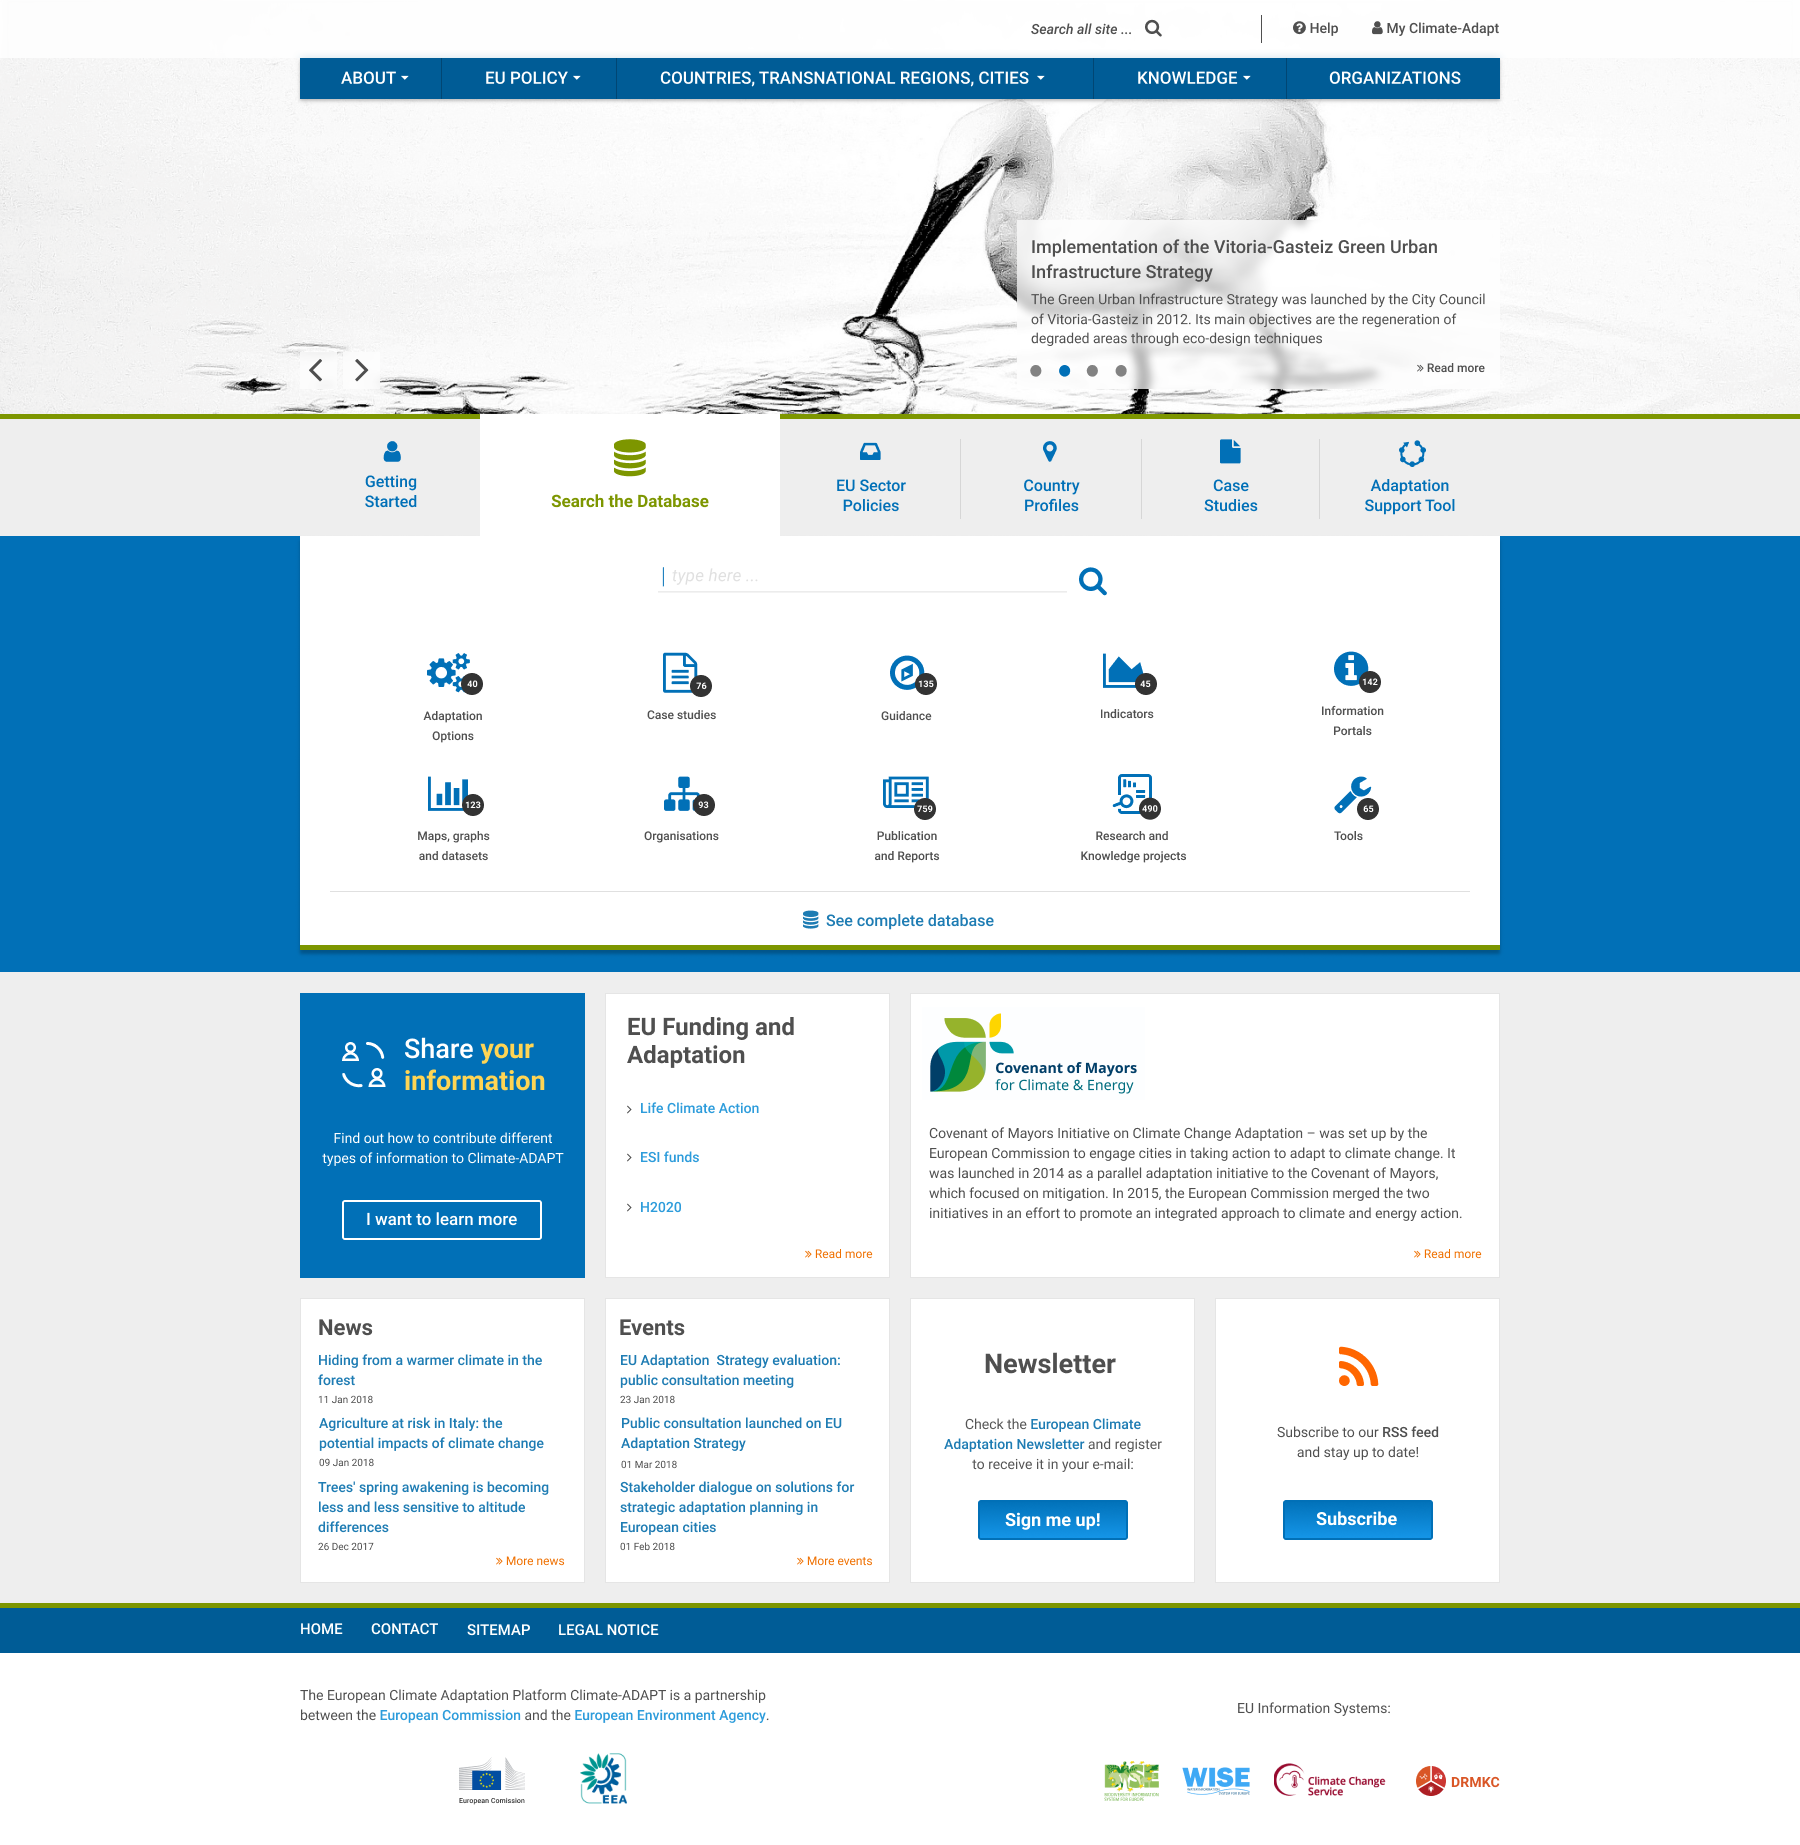 Search all site ...
Help
My Climate-Adapt
ABOUT
EU POLICY
COUNTRIES, TRANSNATIONAL REGIONS, CITIES
KNOWLEDGE
ORGANIZATIONS
Implementation of the Vitoria-Gasteiz Green Urban
Infrastructure Strategy
The Green Urban Infrastructure Strategy was launched by the City Council
of Vitoria-Gasteiz in 2012. Its main objectives are the regeneration of
degraded areas through eco-design techniques
» Read more
Getting
Started
Search the Database
EU Sector
Policies
Country
Profiles
Case
Studies
Adaptation
Support Tool
type here ...
40
Adaptation
Options
76
Case studies
135
Guidance
45
Indicators
142
Information
Portals
123
Maps, graphs
and datasets
93
Organisations
759
Publication
and Reports
490
Research and
Knowledge projects
65
Tools
See complete database
Share your
information
Find out how to contribute different
types of information to Climate-ADAPT
I want to learn more
EU Funding and
Adaptation
Life Climate Action
ESI funds
H2020
» Read more
Covenant of Mayors
for Climate & Energy
Covenant of Mayors Initiative on Climate Change Adaptation – was set up by the
European Commission to engage cities in taking action to adapt to climate change. It
was launched in 2014 as a parallel adaptation initiative to the Covenant of Mayors,
which focused on mitigation. In 2015, the European Commission merged the two
initiatives in an effort to promote an integrated approach to climate and energy action.
» Read more
News
Hiding from a warmer climate in the
forest
11 Jan 2018
Agriculture at risk in Italy: the
potential impacts of climate change
09 Jan 2018
Trees' spring awakening is becoming
less and less sensitive to altitude
differences
26 Dec 2017
» More news
Events
EU Adaptation  Strategy evaluation:
public consultation meeting
23 Jan 2018
Public consultation launched on EU
Adaptation Strategy
01 Mar 2018
Stakeholder dialogue on solutions for
strategic adaptation planning in
European cities
01 Feb 2018
» More events
Newsletter
Check the European Climate
Adaptation Newsletter and register
to receive it in your e-mail:
Sign me up!
Subscribe to our RSS feed
and stay up to date!
Subscribe
HOME
CONTACT
SITEMAP
LEGAL NOTICE
The European Climate Adaptation Platform Climate-ADAPT is a partnership
between the European Commission and the European Environment Agency.
EU Information Systems:
European Comission
EEA
BISE
BIODIVERSITY INFORMATION
SYSTEM FOR EUROPE
WISE
Climate Change
Service
DRMKC